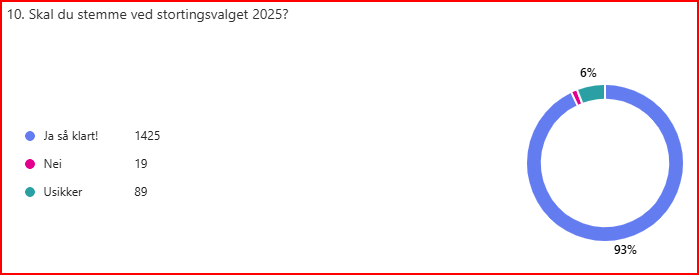 10. Skal du stemme ved stortingsvalget 2025?
6%
Ja så klart! 1425
Nei 19
Usikker 89
93%